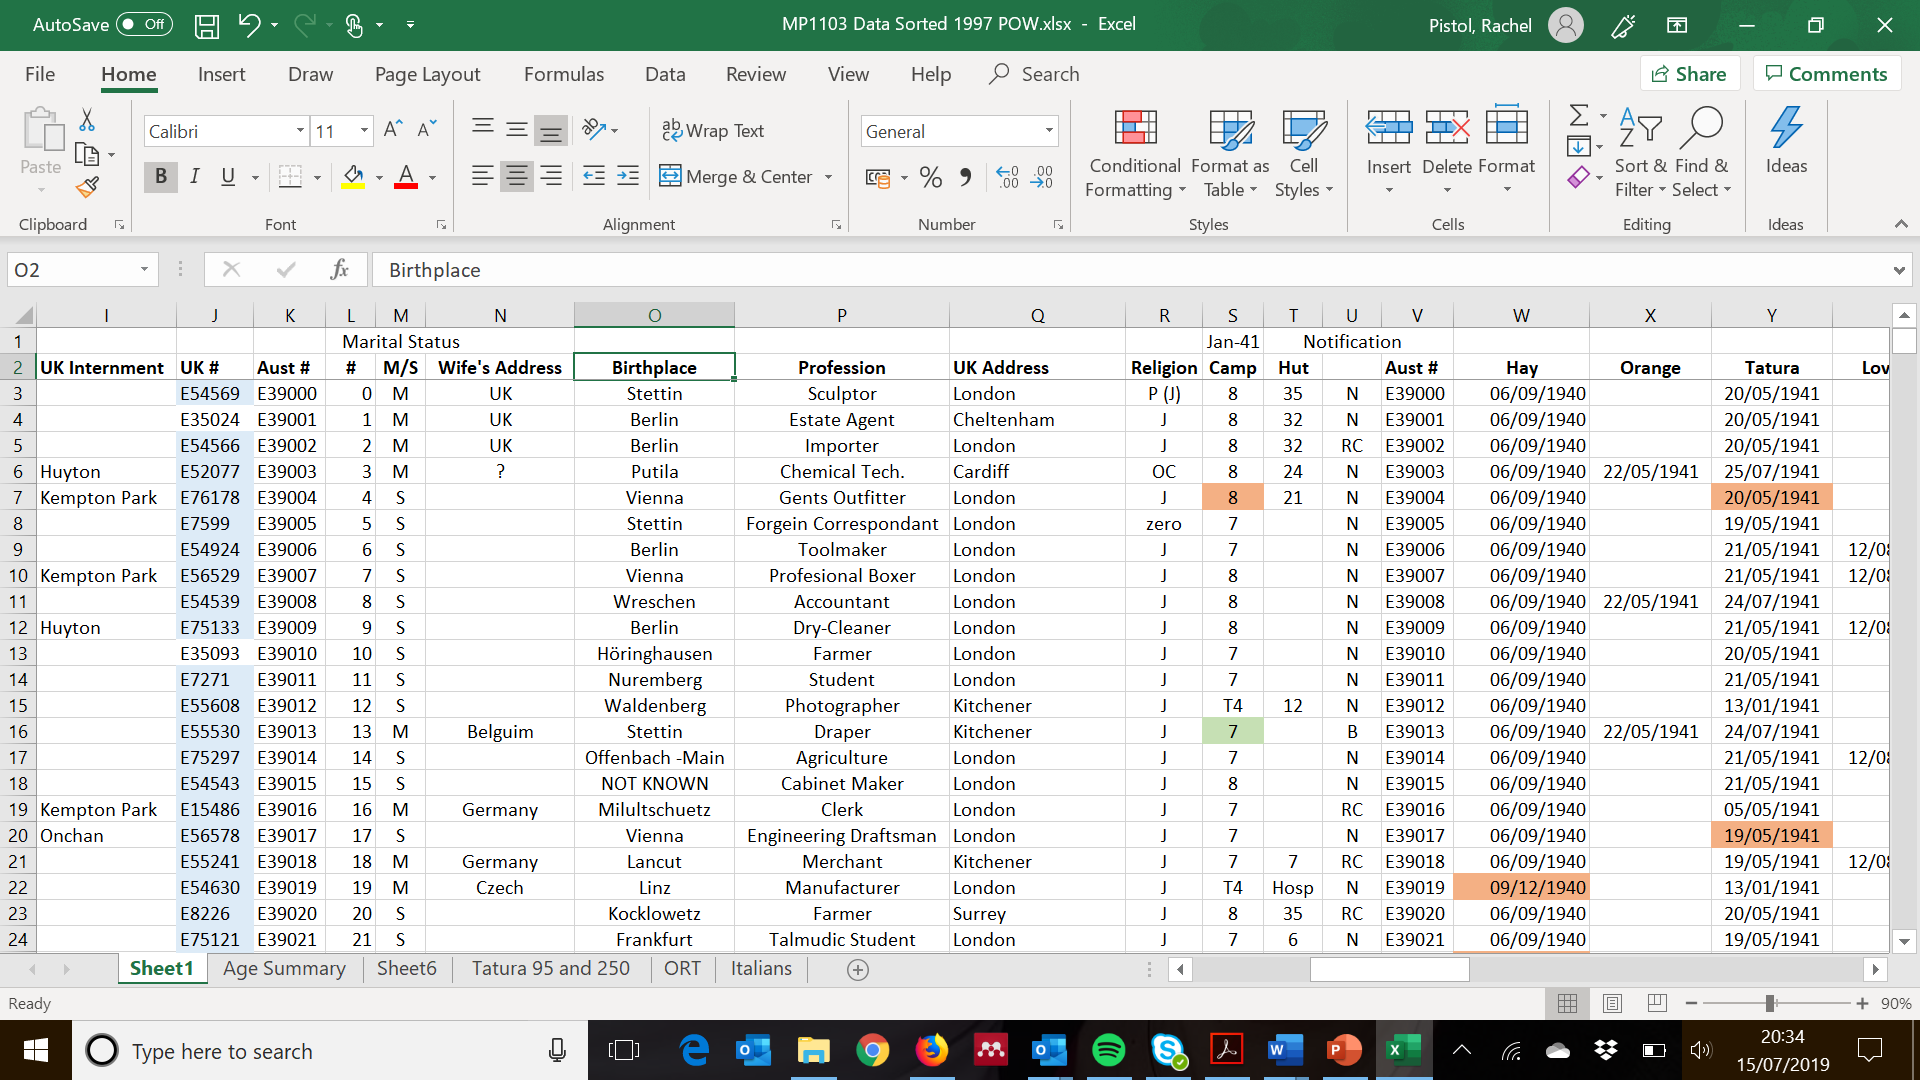 AutoSave Off MP1103 Data Sorted 1997 POW.xlsx - Excel Pistol, Rachel
File Home Insert Draw Page Layout Formulas Data Review View Help Search Share Comments
Calibri 11 A^ A˅ ab Wrap Text General
Paste B I U A Merge & Center % , .00 .00 Conditional Formatting Format as Table Cell Styles Insert Delete Format Sort & Filter Find & Select Ideas
Clipboard Font Alignment Number Styles Cells Editing Ideas
O2 fx Birthplace
I J K L M N O P Q R S T U V W X Y
1 Marital Status Jan-41 Notification
2 UK Internment UK # Aust # # M/S Wife's Address Birthplace Profession UK Address Religion Camp Hut Aust # Hay Orange Tatura Lov
3 E54569 E39000 0 M UK Stettin Sculptor London P (J) 8 35 N E39000 06/09/1940 20/05/1941
4 E35024 E39001 1 M UK Berlin Estate Agent Cheltenham J 8 32 N E39001 06/09/1940 20/05/1941
5 E54566 E39002 2 M UK Berlin Importer London J 8 32 RC E39002 06/09/1940 20/05/1941
6 Huyton E52077 E39003 3 M ? Putila Chemical Tech. Cardiff OC 8 24 N E39003 06/09/1940 22/05/1941 25/07/1941
7 Kempton Park E76178 E39004 4 S Vienna Gents Outfitter London J 8 21 N E39004 06/09/1940 20/05/1941
8 E7599 E39005 5 S Stettin Forgein Correspondant London zero 7 N E39005 06/09/1940 19/05/1941
9 E54924 E39006 6 S Berlin Toolmaker London J 7 N E39006 06/09/1940 21/05/1941 12/08
10 Kempton Park E56529 E39007 7 S Vienna Profesional Boxer London J 8 N E39007 06/09/1940 21/05/1941 12/08
11 E54539 E39008 8 S Wreschen Accountant London J 8 N E39008 06/09/1940 22/05/1941 24/07/1941
12 Huyton E75133 E39009 9 S Berlin Dry-Cleaner London J 8 N E39009 06/09/1940 21/05/1941 12/08
13 E35093 E39010 10 S Höringhausen Farmer London J 7 N E39010 06/09/1940 20/05/1941
14 E7271 E39011 11 S Nuremberg Student London J 7 N E39011 06/09/1940 21/05/1941
15 E55608 E39012 12 S Waldenberg Photographer Kitchener J T4 12 N E39012 06/09/1940 13/01/1941
16 E55530 E39013 13 M Belguim Stettin Draper Kitchener J 7 B E39013 06/09/1940 22/05/1941 24/07/1941
17 E75297 E39014 14 S Offenbach -Main Agriculture London J 7 N E39014 06/09/1940 21/05/1941 12/08
18 E54543 E39015 15 S NOT KNOWN Cabinet Maker London J 8 N E39015 06/09/1940 21/05/1941
19 Kempton Park E15486 E39016 16 M Germany Milultschuetz Clerk London J 7 RC E39016 06/09/1940 05/05/1941
20 Onchan E56578 E39017 17 S Vienna Engineering Draftsman London J 7 N E39017 06/09/1940 19/05/1941
21 E55241 E39018 18 M Germany Lancut Merchant Kitchener J 7 7 RC E39018 06/09/1940 19/05/1941 12/08
22 E54630 E39019 19 M Czech Linz Manufacturer London J T4 Hosp N E39019 09/12/1940 13/01/1941
23 E8226 E39020 20 S Kocklowetz Farmer Surrey J 8 35 RC E39020 06/09/1940 20/05/1941
24 E75121 E39021 21 S Frankfurt Talmudic Student London J 7 6 N E39021 06/09/1940 19/05/1941
Sheet1 Age Summary Sheet6 Tatura 95 and 250 ORT Italians
Ready 90%
Type here to search 20:34
15/07/2019